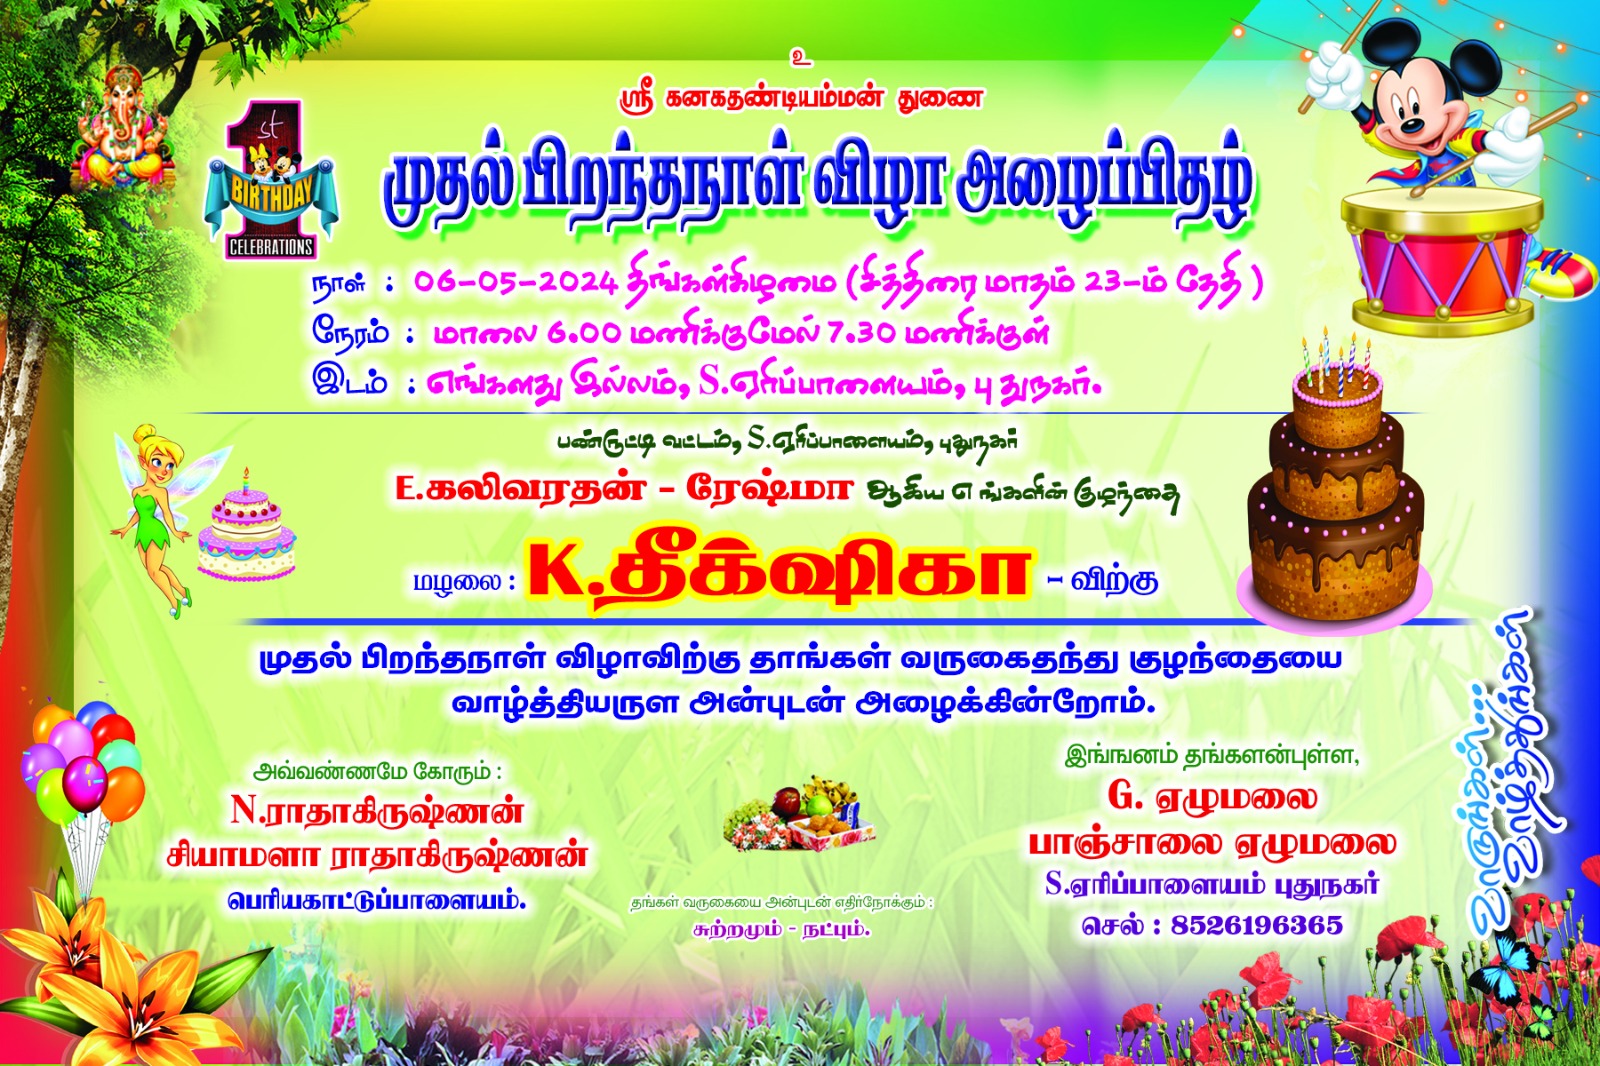 உ
ஸ்ரீ கனகதண்டியம்மன் துணை
1st
BIRTHDAY
CELEBRATIONS
முதல் பிறந்தநாள் விழா அழைப்பிதழ்
நாள் : 06-05-2024 திங்கள்கிழமை (சித்திரை மாதம் 23-ம் தேதி )
நேரம் : மாலை 6.00 மணிக்குமேல் 7.30 மணிக்குள்
இடம் : எங்களது இல்லம், S.ஏரிப்பாளையம், பு துநகர்.
பண்ருட்டி வட்டம், S.ஏரிப்பாளையம், புதுநகர்
E.கலிவரதன் - ரேஷ்மா ஆகிய எ ங்களின் குழந்தை
மழலை : K.தீக்ஷிகா - விற்கு
முதல் பிறந்தநாள் விழாவிற்கு தாங்கள் வருகைதந்து குழந்தையை
வாழ்த்தியருள அன்புடன் அழைக்கின்றோம்.
அவ்வண்ணமே கோரும் :
N.ராதாகிருஷ்ணன்
சியாமளா ராதாகிருஷ்ணன்
பெரியகாட்டுப்பாளையம்.
தங்கள் வருகையை அன்புடன் எதிர்நோக்கும் :
சுற்றமும் - நட்பும்.
இங்ஙனம் தங்களன்புள்ள,
G. ஏழுமலை
பாஞ்சாலை ஏழுமலை
S.ஏரிப்பாளையம் புதுநகர்
செல் : 8526196365
வாருங்கள்...
வாழ்த்துங்கள்